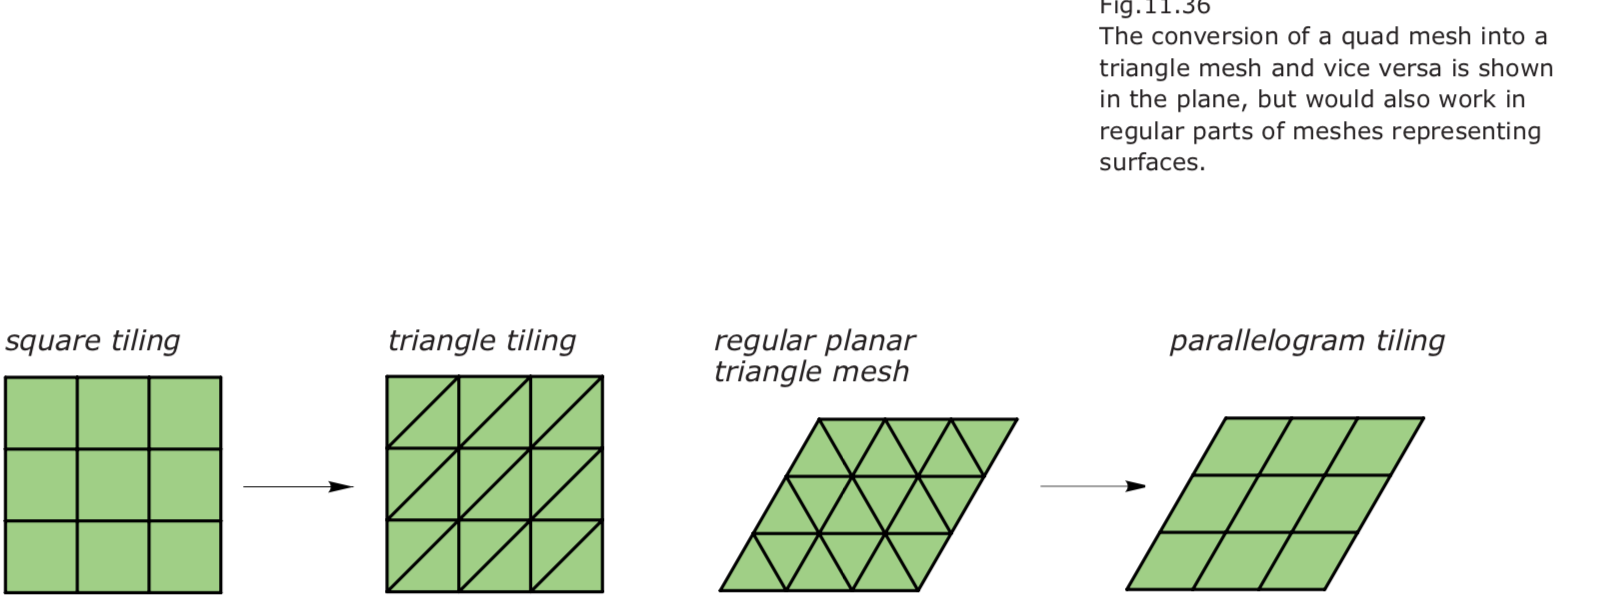 Fig.11.36
The conversion of a quad mesh into a
triangle mesh and vice versa is shown
in the plane, but would also work in
regular parts of meshes representing
surfaces.
square tiling
triangle tiling
regular planar
triangle mesh
parallelogram tiling